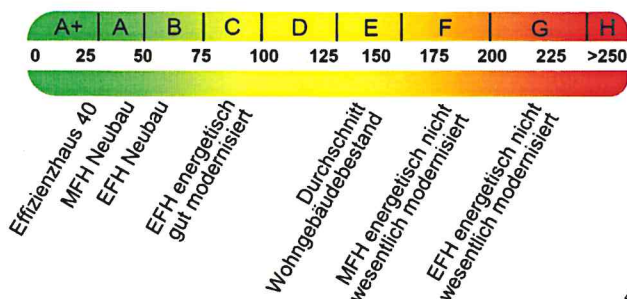 A+ A B C D E F G H
0 25 50 75 100 125 150 175 200 225 >250
Effizienzhaus 40
MFH Neubau
EFH Neubau
EFH energetisch
gut modernisiert
Durchschnitt
Wohngebäudebestand
MFH energetisch nicht
wesentlich modernisiert
EFH energetisch nicht
wesentlich modernisiert